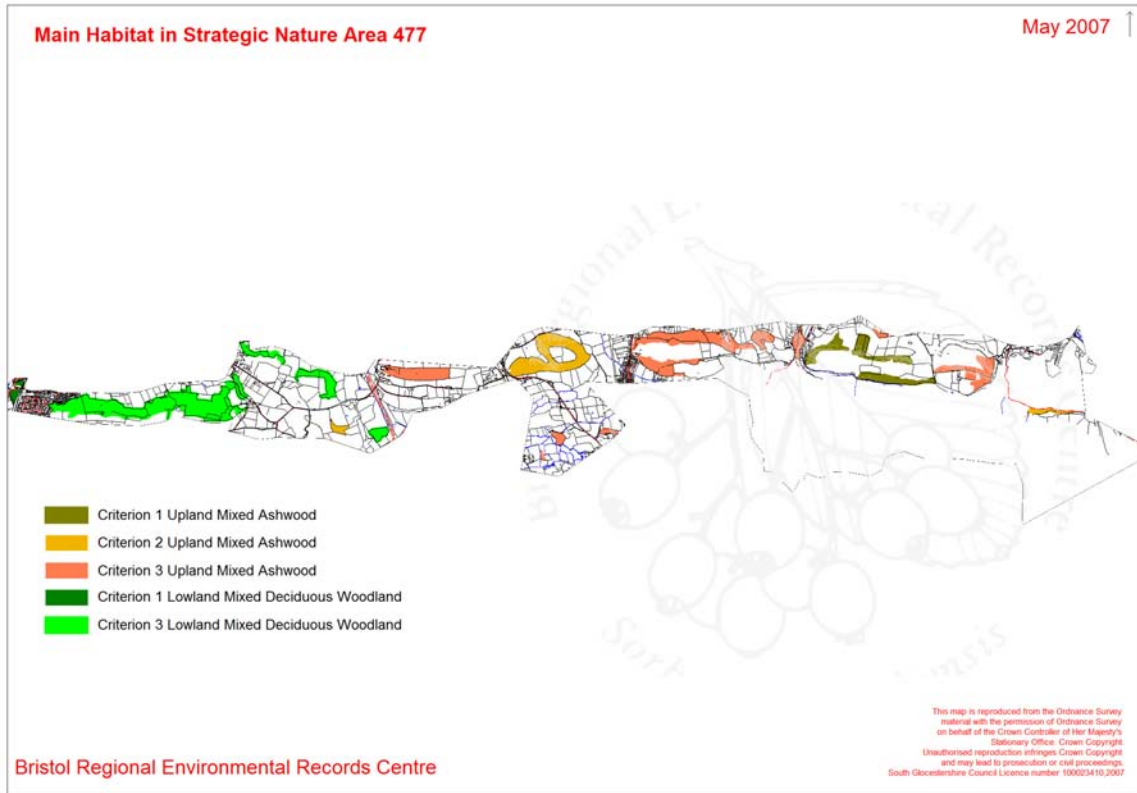 Main Habitat in Strategic Nature Area 477
May 2007
Criterion 1 Upland Mixed Ashwood
Criterion 2 Upland Mixed Ashwood
Criterion 3 Upland Mixed Ashwood
Criterion 1 Lowland Mixed Deciduous Woodland
Criterion 3 Lowland Mixed Deciduous Woodland
This map is reproduced from the Ordnance Survey
material with the permission of Ordnance Survey
on behalf of the Crown Controller of Her Majesty's
Stationary Office. Crown Copyright
Unauthorised reproduction infringes Crown Copyright
and may lead to prosecution or civil proceedings.
South Glocestershire Council Licence number 100023410,2007
Bristol Regional Environmental Records Centre